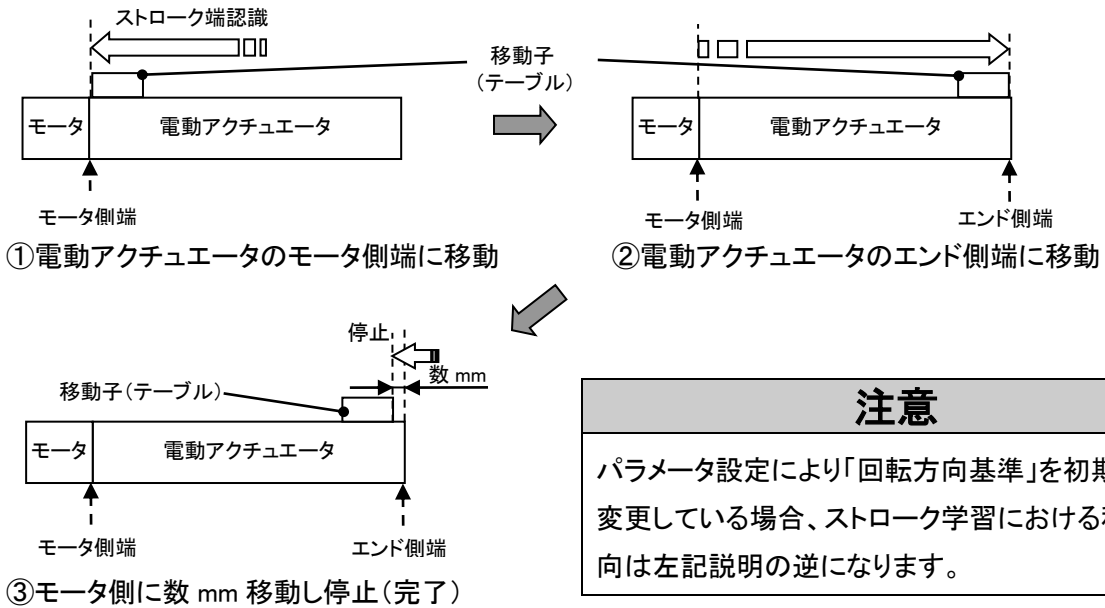 ストローク端認識
移動子
(テーブル)
モータ
電動アクチュエータ
モータ
電動アクチュエータ
モータ側端
モータ側端
エンド側端
①電動アクチュエータのモータ側端に移動
②電動アクチュエータのエンド側端に移動
停止
数 mm
移動子(テーブル)
モータ
電動アクチュエータ
モータ側端
エンド側端
③モータ側に数 mm 移動し停止(完了)
注意
パラメータ設定により「回転方向基準」を初期
変更している場合、ストローク学習における
向は左記説明の逆になります。